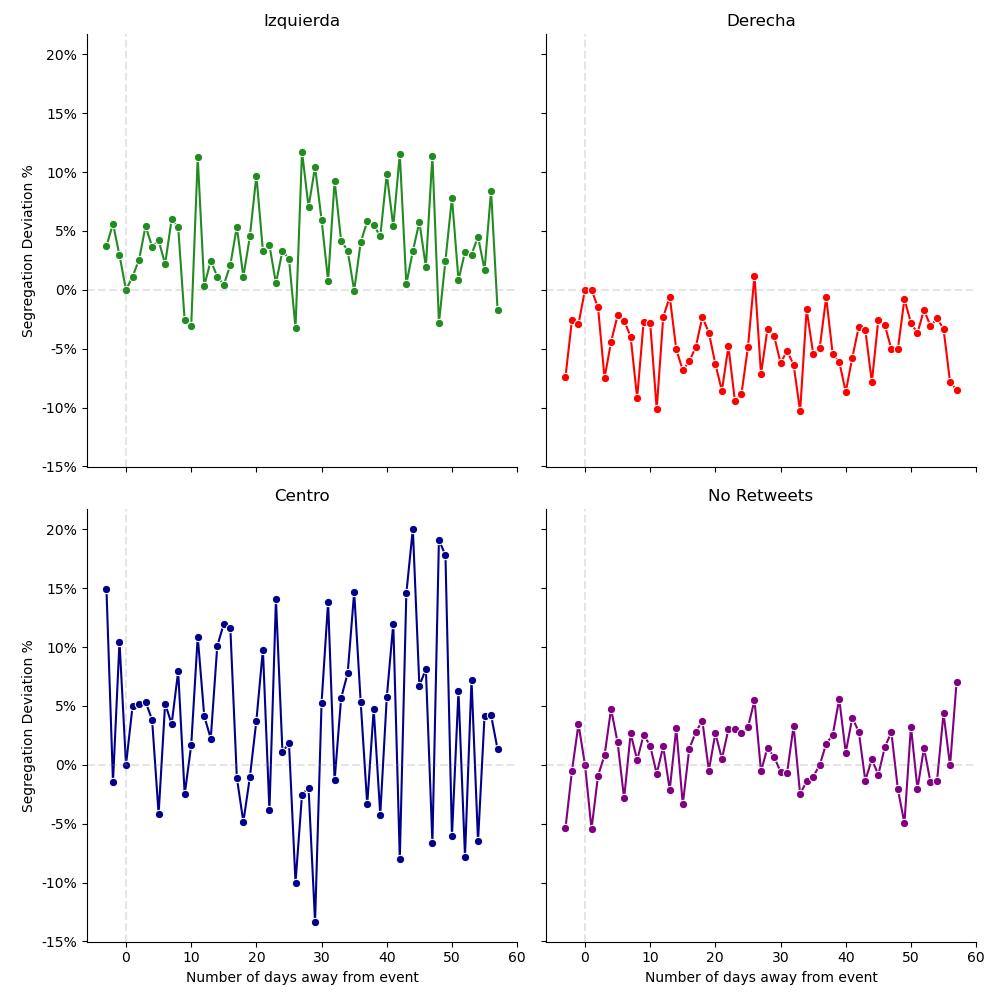 Izquierda
Derecha
20%
15%
10%
5%
0%
-5%
-10%
-15%
Segregation Deviation %
Centro
No Retweets
20%
15%
10%
5%
0%
-5%
-10%
-15%
Segregation Deviation %
0 10 20 30 40 50 60
0 10 20 30 40 50 60
Number of days away from event
Number of days away from event